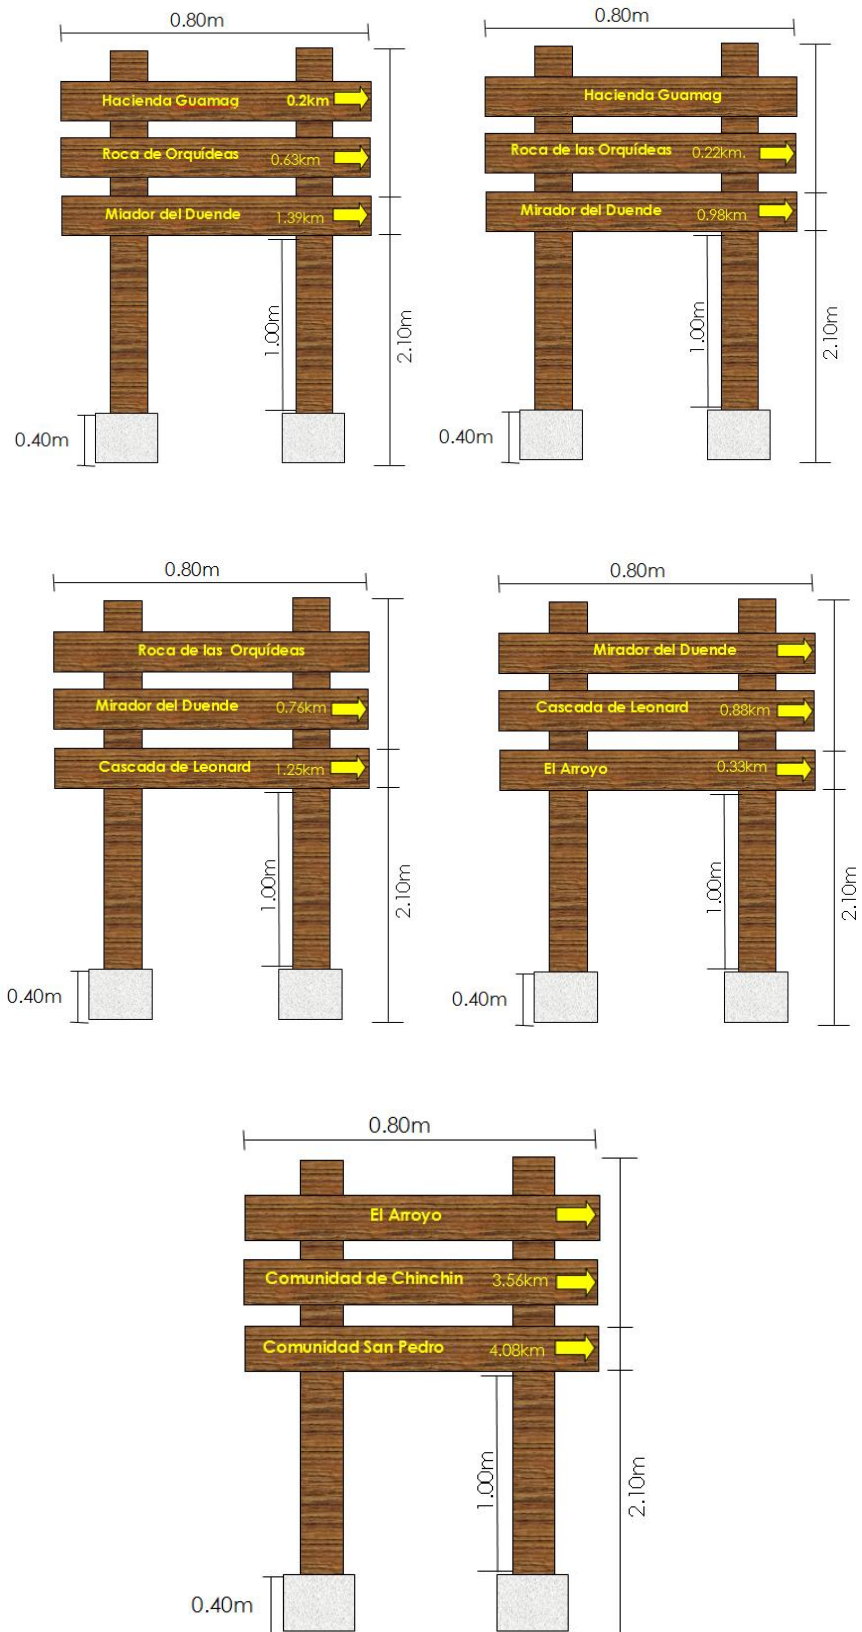 0.80m
Hacienda Guamag 0.2km
Roca de Orquídeas 0.63km
Miador del Duende 1.39km
1.00m
2.10m
0.40m
0.80m
Hacienda Guamag
Roca de las Orquídeas 0.22km.
Mirador del Duende 0.98km
1.00m
2.10m
0.40m
0.80m
Roca de las Orquídeas
Mirador del Duende 0.76km
Cascada de Leonard 1.25km
1.00m
2.10m
0.40m
0.80m
Mirador del Duende
Cascada de Leonard 0.88km
El Arroyo 0.33km
1.00m
2.10m
0.40m
0.80m
El Arroyo
Comunidad de Chinchin 3.56km
Comunidad San Pedro 4.08km
1.00m
2.10m
0.40m